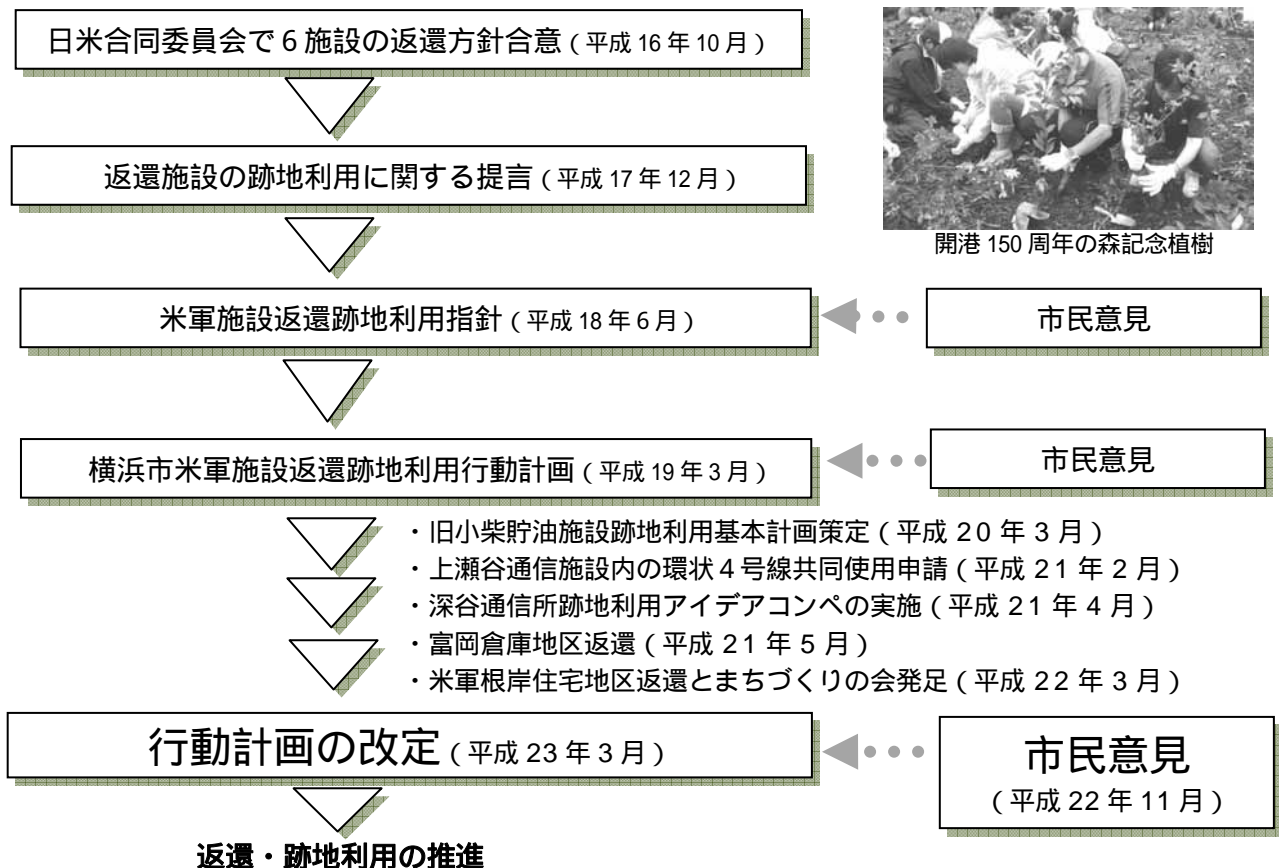 日米合同委員会で6施設の返還方針合意（平成16年10月）
返還施設の跡地利用に関する提言（平成17年12月）
開港150周年の森記念植樹
米軍施設返還跡地利用指針（平成18年6月）
市民意見
横浜市米軍施設返還跡地利用行動計画（平成19年3月）
市民意見
・旧小柴貯油施設跡地利用基本計画策定（平成20年3月）
・上瀬谷通信施設内の環状4号線共同使用申請（平成21年2月）
・深谷通信所跡地利用アイデアコンペの実施（平成21年4月）
・富岡倉庫地区返還（平成21年5月）
・米軍根岸住宅地区返還とまちづくりの会発足（平成22年3月）
行動計画の改定（平成23年3月）
市民意見
（平成22年11月）
返還・跡地利用の推進